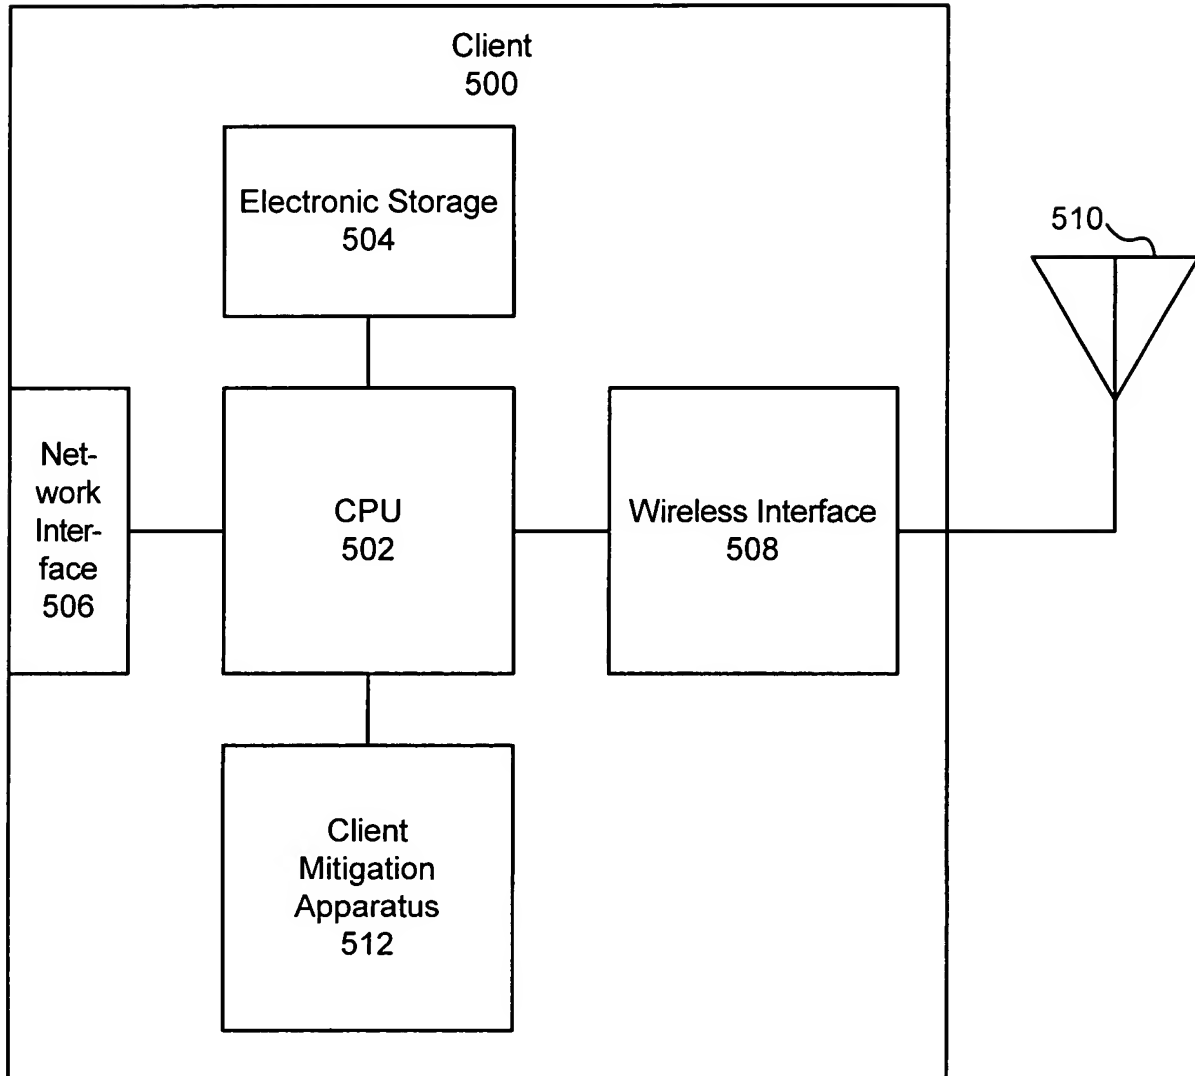 Client
500
Electronic Storage
504
510
Net-
work
Inter-
face
506
CPU
502
Wireless Interface
508
Client
Mitigation
Apparatus
512